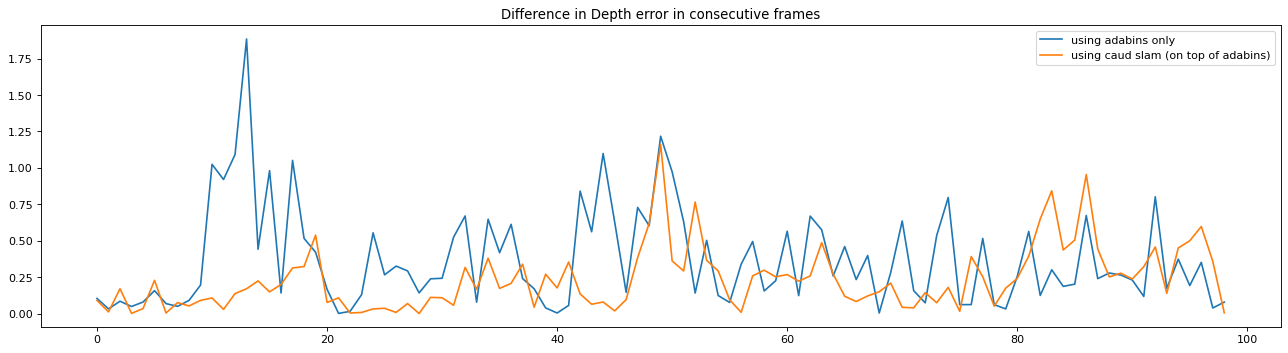 Difference in Depth error in consecutive frames
using adabins only
using caud slam (on top of adabins)
1.75
1.50
1.25
1.00
0.75
0.50
0.25
0.00
0 20 40 60 80 100